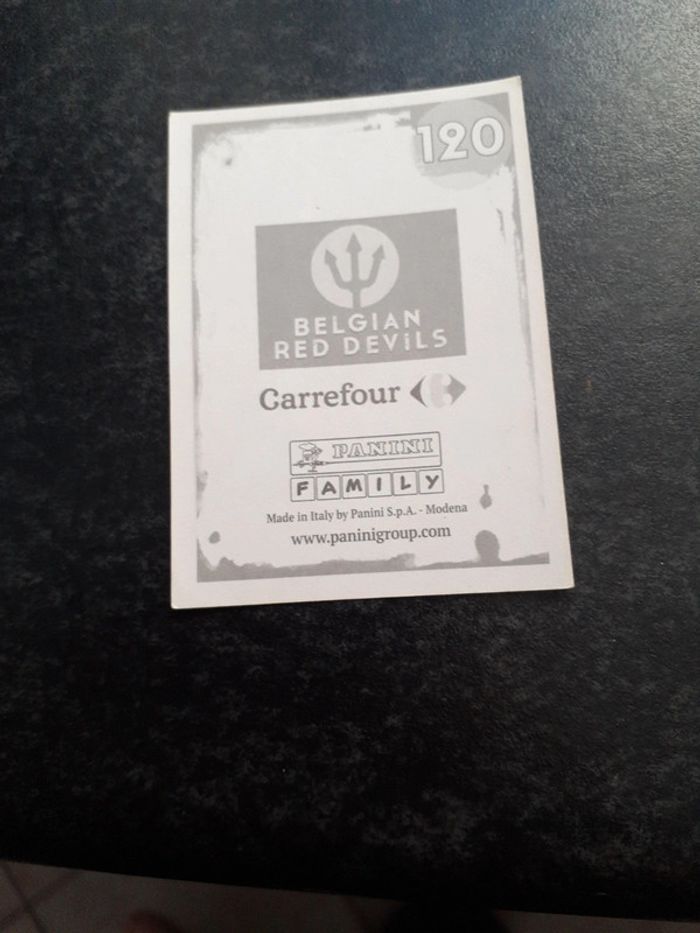 120
BELGIAN
RED DEViLS
Carrefour
PANINI
FAMILY
Made in Italy by Panini S.p.A. - Modena
www.paninigroup.com